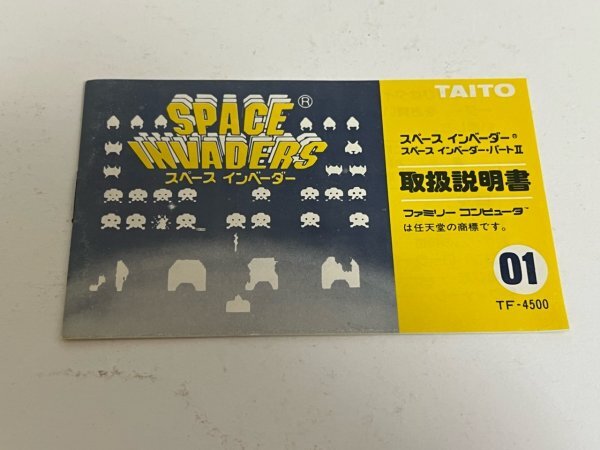 SPACE
INVADERS®
スペース インベーダー
TAITO
スペース インベーダー®
スペース インベーダー・パートⅡ
取扱説明書
ファミリー コンピュータ™
は任天堂の商標です。
01
TF-4500